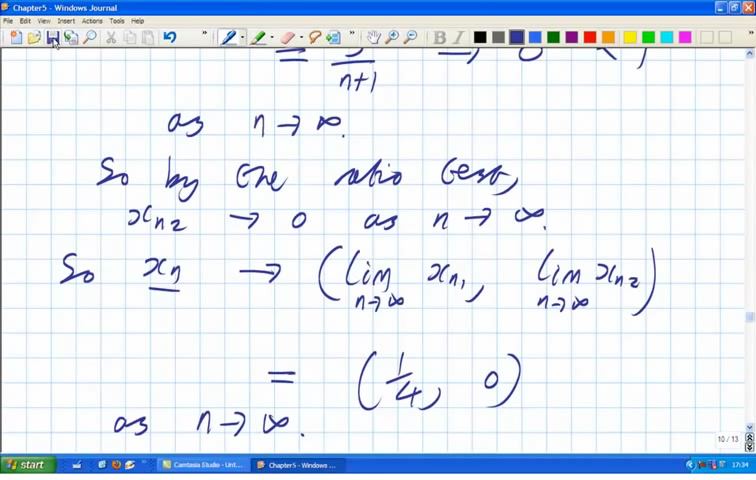 Chapter5 - Windows Journal
File Edit View Insert Actions Tools Help
B I
n+1
as n → ∞.
So by the ratio test,
xn2 → 0 as n → ∞.
So xn → (lim n→∞ xn1, lim n→∞ xn2)
= (1/4, 0)
as n → ∞.
10 / 13
start Camtasia Studio - Unt... Chapter5 - Windows ... 17:34